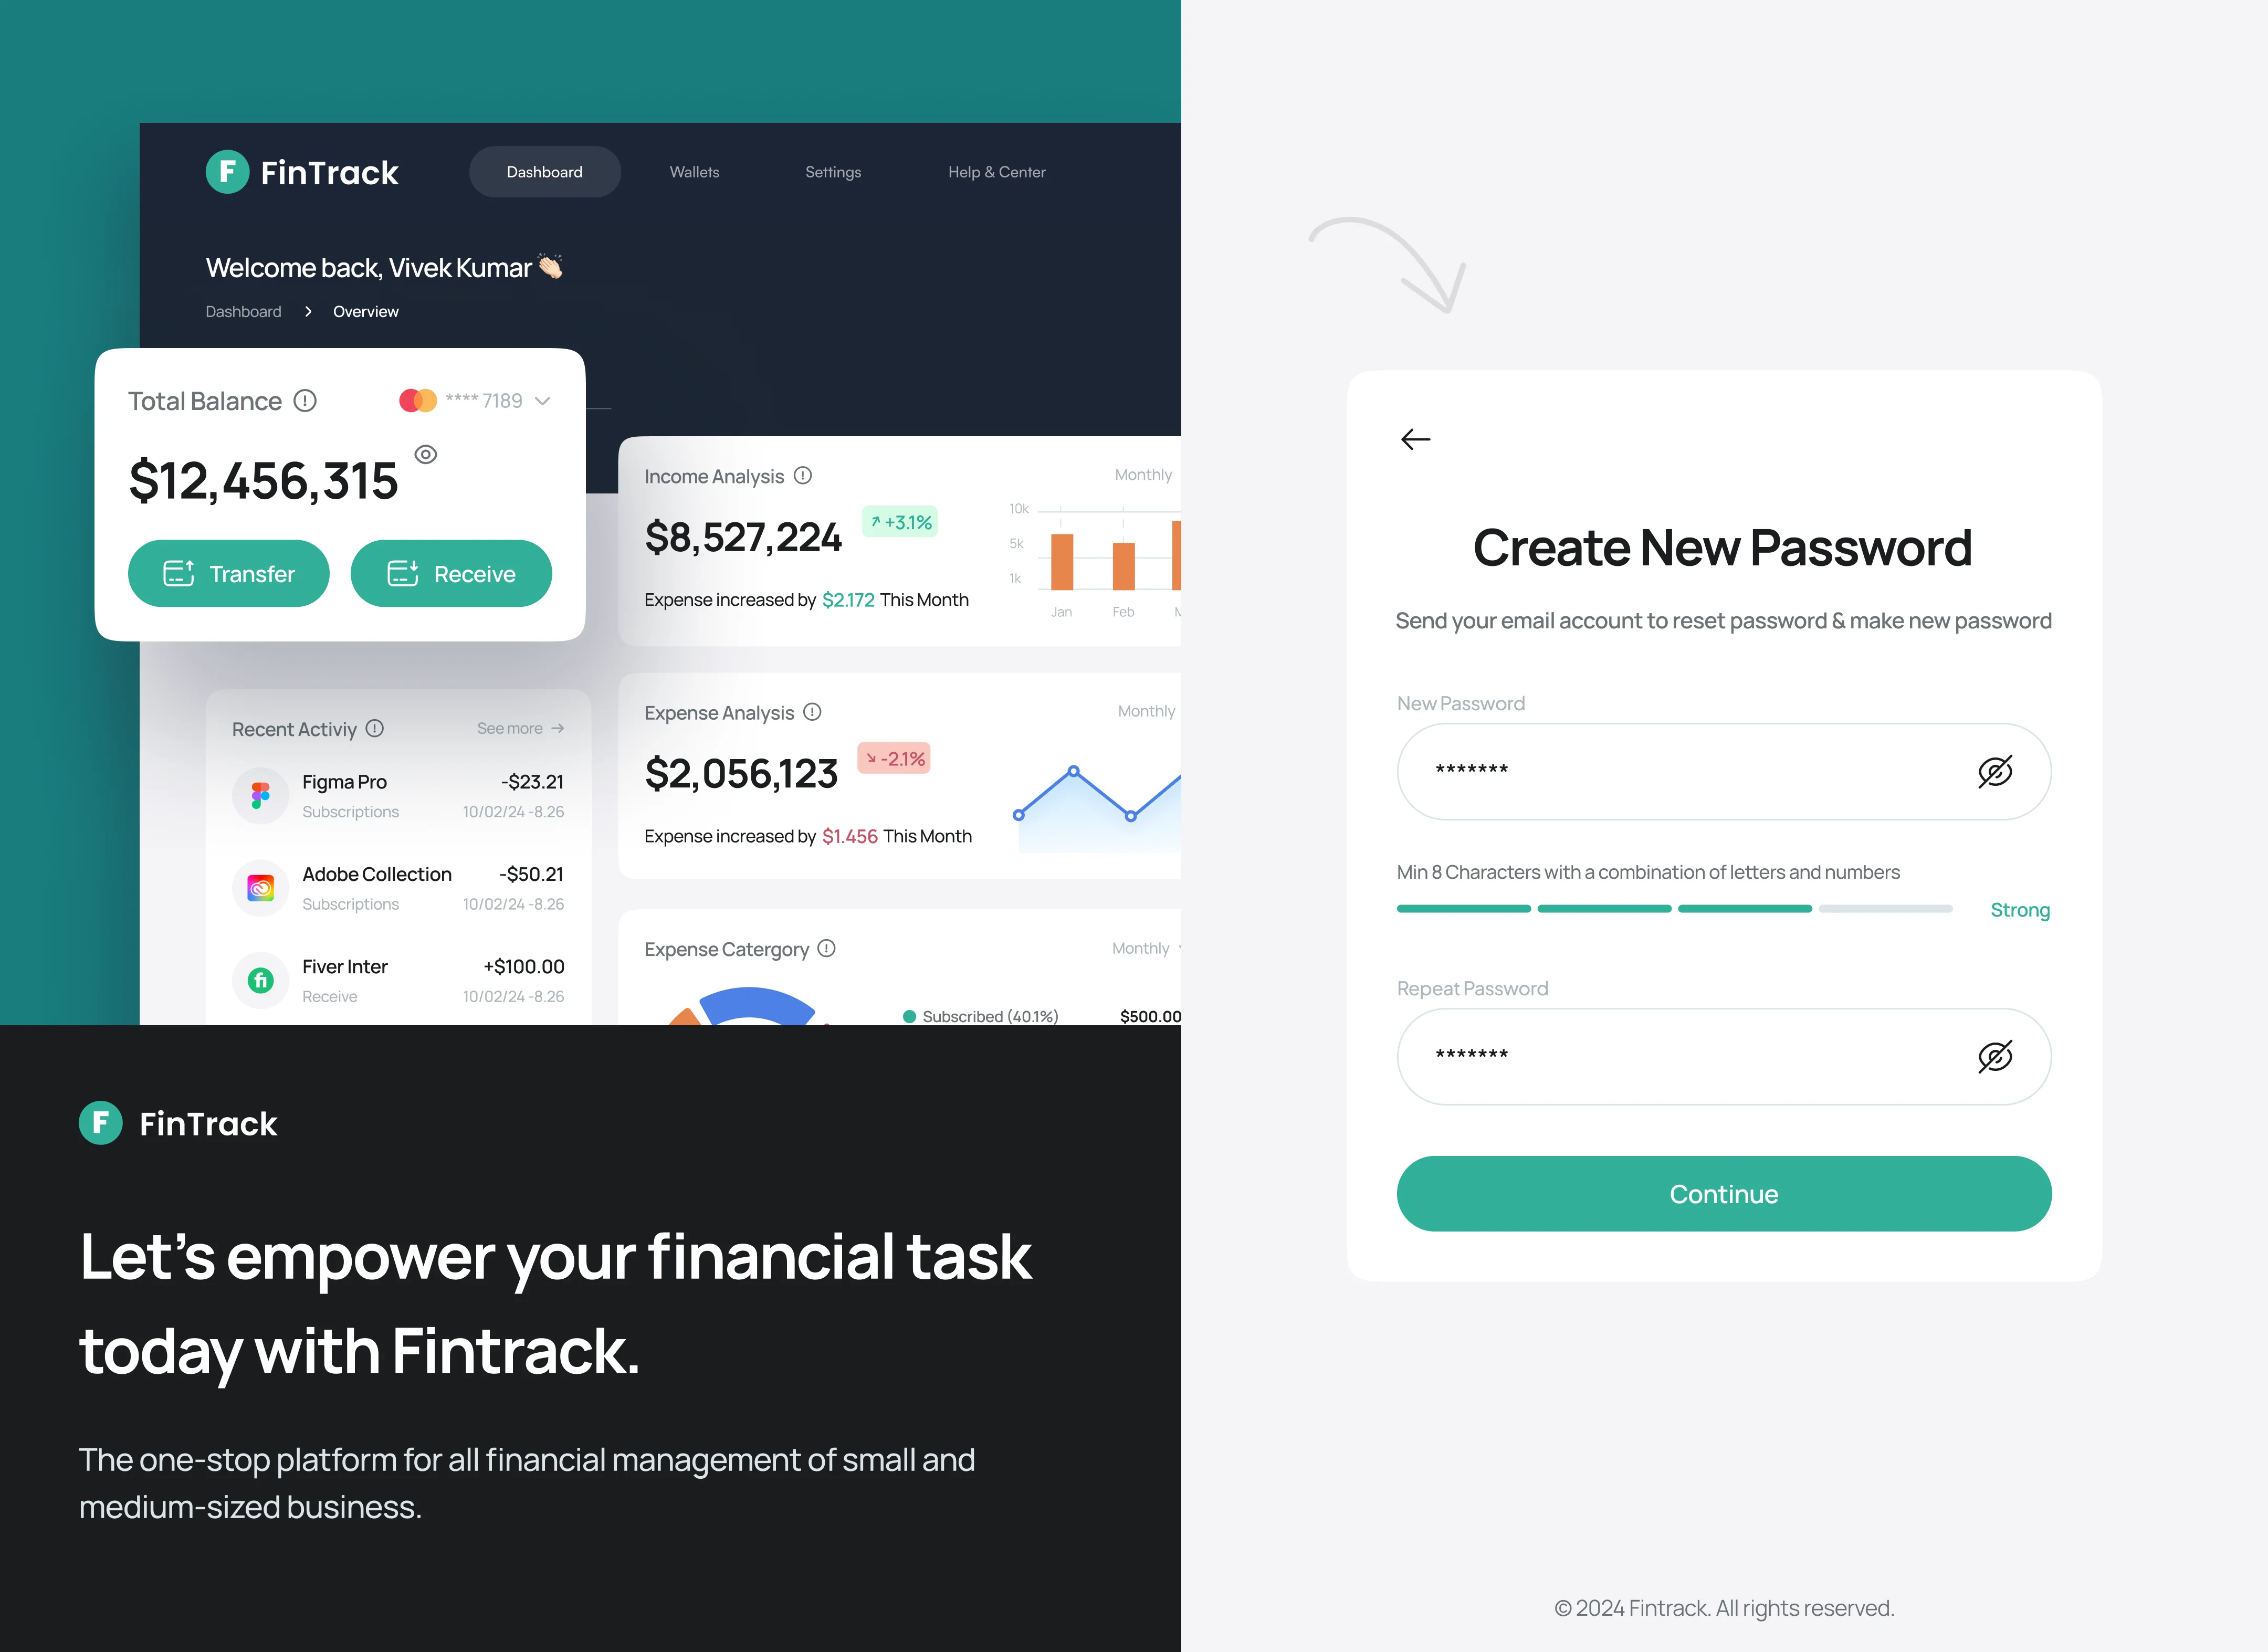 F FinTrack
Dashboard
Wallets
Settings
Help & Center
Welcome back, Vivek Kumar 👏🏻
Dashboard > Overview
Total Balance
**** 7189
$12,456,315
Transfer
Receive
Income Analysis
Monthly
$8,527,224
+3.1%
Expense increased by $2.172 This Month
10k
5k
1k
Jan
Feb
M
Recent Activiy
See more →
Figma Pro
-$23.21
Subscriptions
10/02/24 -8.26
Adobe Collection
-$50.21
Subscriptions
10/02/24 -8.26
Fiver Inter
+$100.00
Receive
10/02/24 -8.26
fi
Expense Analysis
Monthly
$2,056,123
-2.1%
Expense increased by $1.456 This Month
Expense Catergory
Monthly
Subscribed (40.1%)
$500.00
F FinTrack
Let's empower your financial task
today with Fintrack.
The one-stop platform for all financial management of small and
medium-sized business.
Create New Password
Send your email account to reset password & make new password
New Password
*******
Min 8 Characters with a combination of letters and numbers
Strong
Repeat Password
*******
Continue
© 2024 Fintrack. All rights reserved.